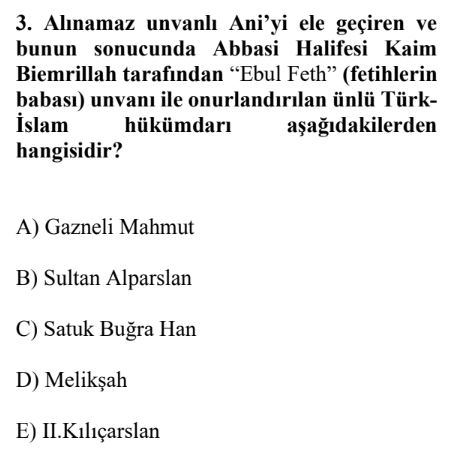 3. Alınamaz unvanlı Ani’yi ele geçiren ve
bunun sonucunda Abbasi Halifesi Kaim
Biemrillah tarafından “Ebul Feth” (fetihlerin
babası) unvanı ile onurlandırılan ünlü Türk-
İslam hükümdarı aşağıdakilerden
hangisidir?
A) Gazneli Mahmut
B) Sultan Alparslan
C) Satuk Buğra Han
D) Melikşah
E) II.Kılıçarslan